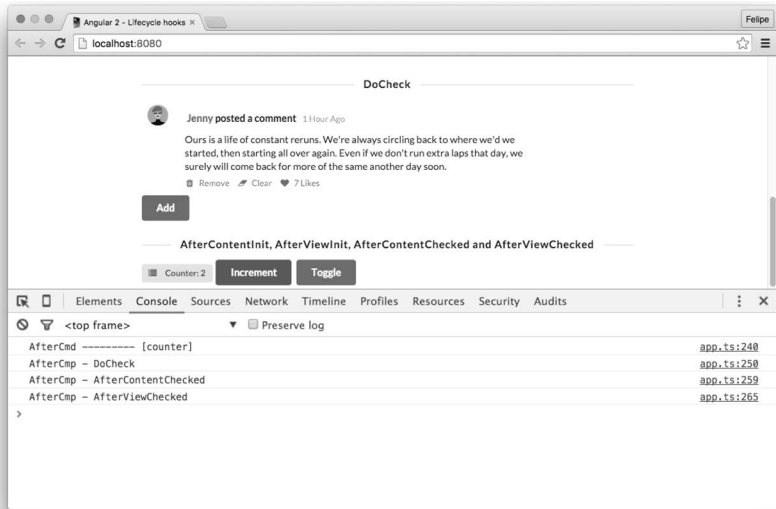 Angular 2 - Lifecycle hooks ×
Felipe
localhost:8080
DoCheck
Jenny posted a comment 1 Hour Ago
Ours is a life of constant reruns. We're always circling back to where we'd we
started, then starting all over again. Even if we don't run extra laps that day, we
surely will come back for more of the same another day soon.
Remove Clear 7 Likes
Add
AfterContentInit, AfterViewInit, AfterContentChecked and AfterViewChecked
Counter: 2 Increment Toggle
Elements Console Sources Network Timeline Profiles Resources Security Audits
<top frame> ▼ Preserve log
AfterCmd --------- [counter] app.ts:240
AfterCmp - DoCheck app.ts:250
AfterCmp - AfterContentChecked app.ts:259
AfterCmp - AfterViewChecked app.ts:265
>